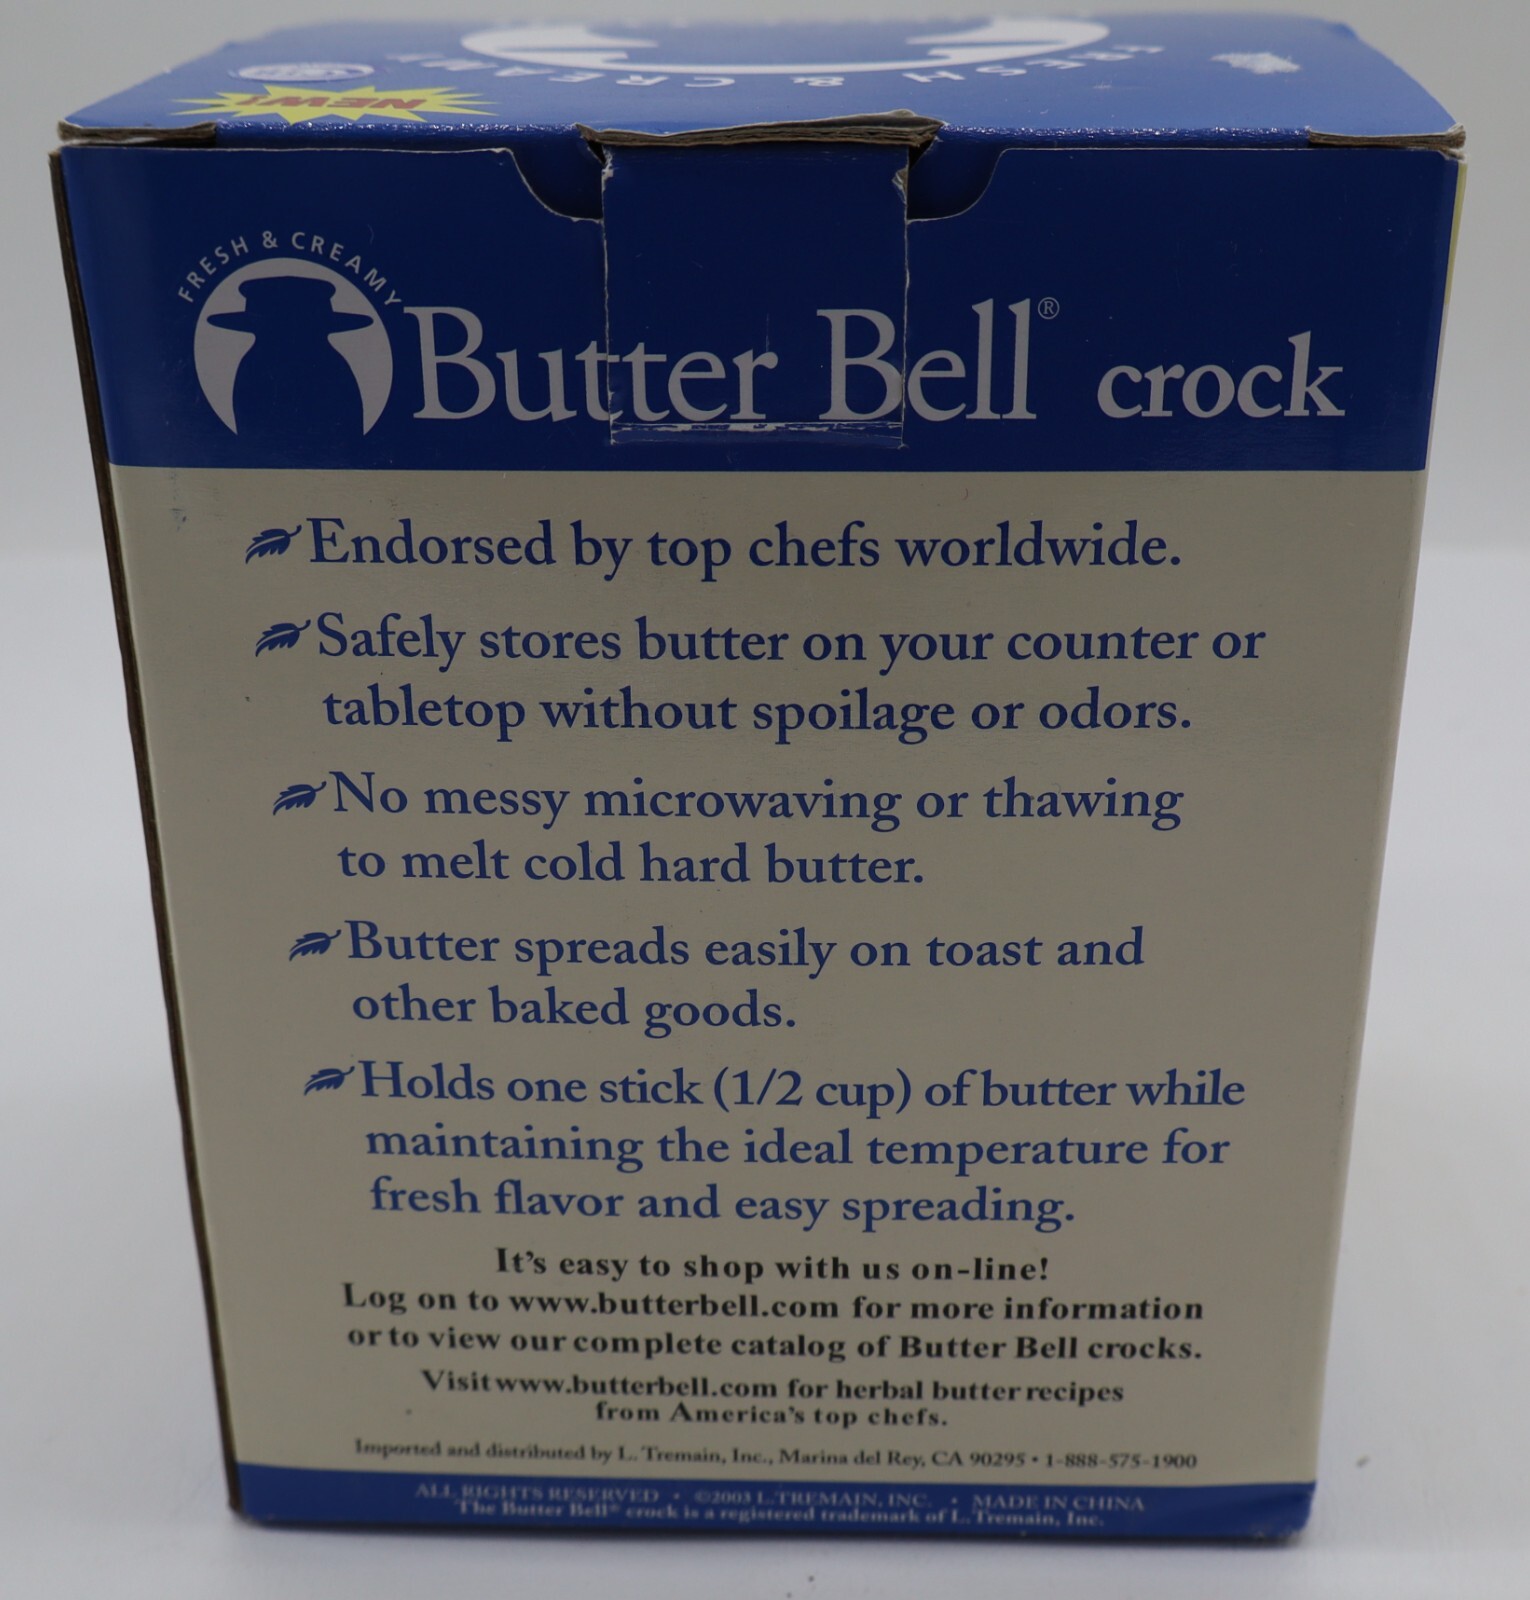 NEW!
FRESH & CREAMY
FRESH & CREAMY
Butter Bell® crock
Endorsed by top chefs worldwide.
Safely stores butter on your counter or
tabletop without spoilage or odors.
No messy microwaving or thawing
to melt cold hard butter.
Butter spreads easily on toast and
other baked goods.
Holds one stick (1/2 cup) of butter while
maintaining the ideal temperature for
fresh flavor and easy spreading.
It's easy to shop with us on-line!
Log on to www.butterbell.com for more information
or to view our complete catalog of Butter Bell crocks.
Visit www.butterbell.com for herbal butter recipes
from America's top chefs.
Imported and distributed by L. Tremain, Inc., Marina del Rey, CA 90295 • 1-888-575-1900
ALL RIGHTS RESERVED • ©2003 L.TREMAIN, INC. • MADE IN CHINA
The Butter Bell® crock is a registered trademark of L. Tremain, Inc.